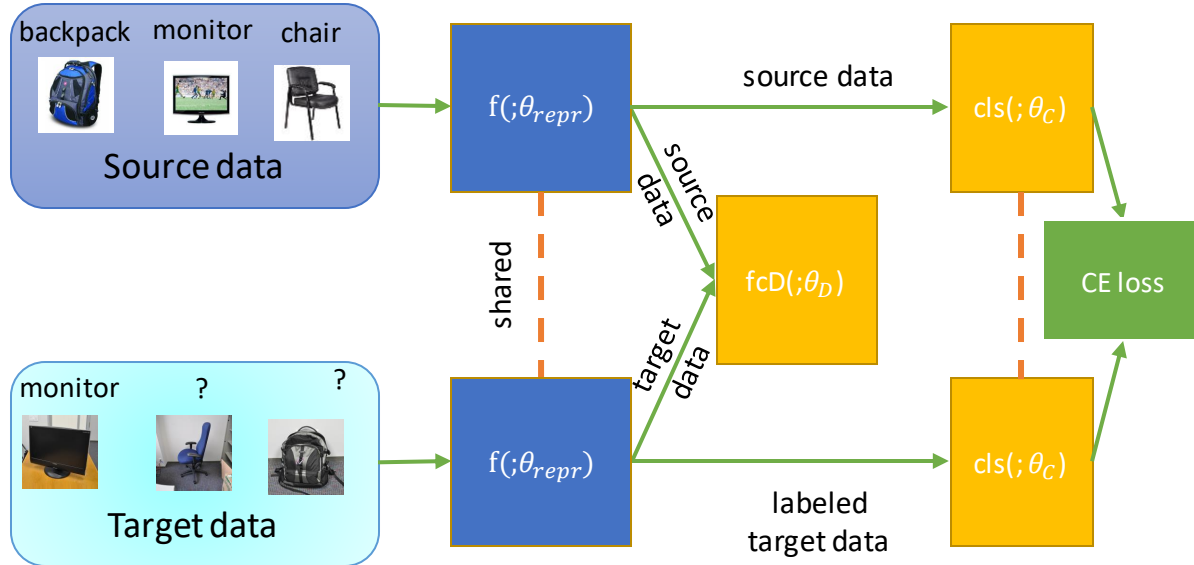 backpack monitor chair
Source data
f(;θ_repr)
source data
cls(;θ_C)
source
data
shared
fcD(;θ_D)
CE loss
target
data
monitor ? ?
Target data
f(;θ_repr)
labeled
target data
cls(;θ_C)